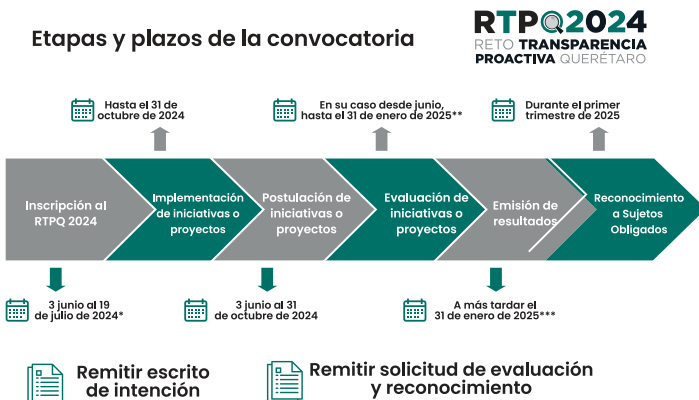 Etapas y plazos de la convocatoria
RTPQ2024
RETO TRANSPARENCIA
PROACTIVA QUERÉTARO
Hasta el 31 de
octubre de 2024
En su caso desde junio,
hasta el 31 de enero de 2025**
Durante el primer
trimestre de 2025
Inscripción al
RTPQ 2024
Implementación
de iniciativas o
proyectos
Postulación de
iniciativas o
proyectos
Evaluación de
iniciativas o
proyectos
Emisión de
resultados
Reconocimiento
a Sujetos
Obligados
3 junio al 19
de julio de 2024*
3 junio al 31
de octubre de 2024
A más tardar el
31 de enero de 2025***
Remitir escrito
de intención
Remitir solicitud de evaluación
y reconocimiento